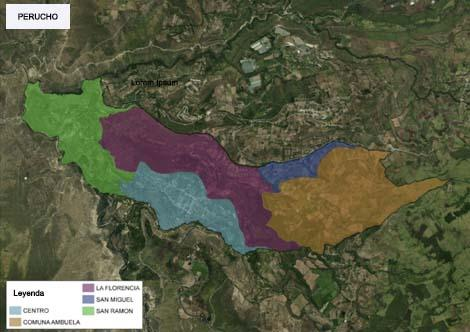 PERUCHO
Lorem ipsum
Leyenda
CENTRO
COMUNA AMBUELA
LA FLORENCIA
SAN MIGUEL
SAN RAMON